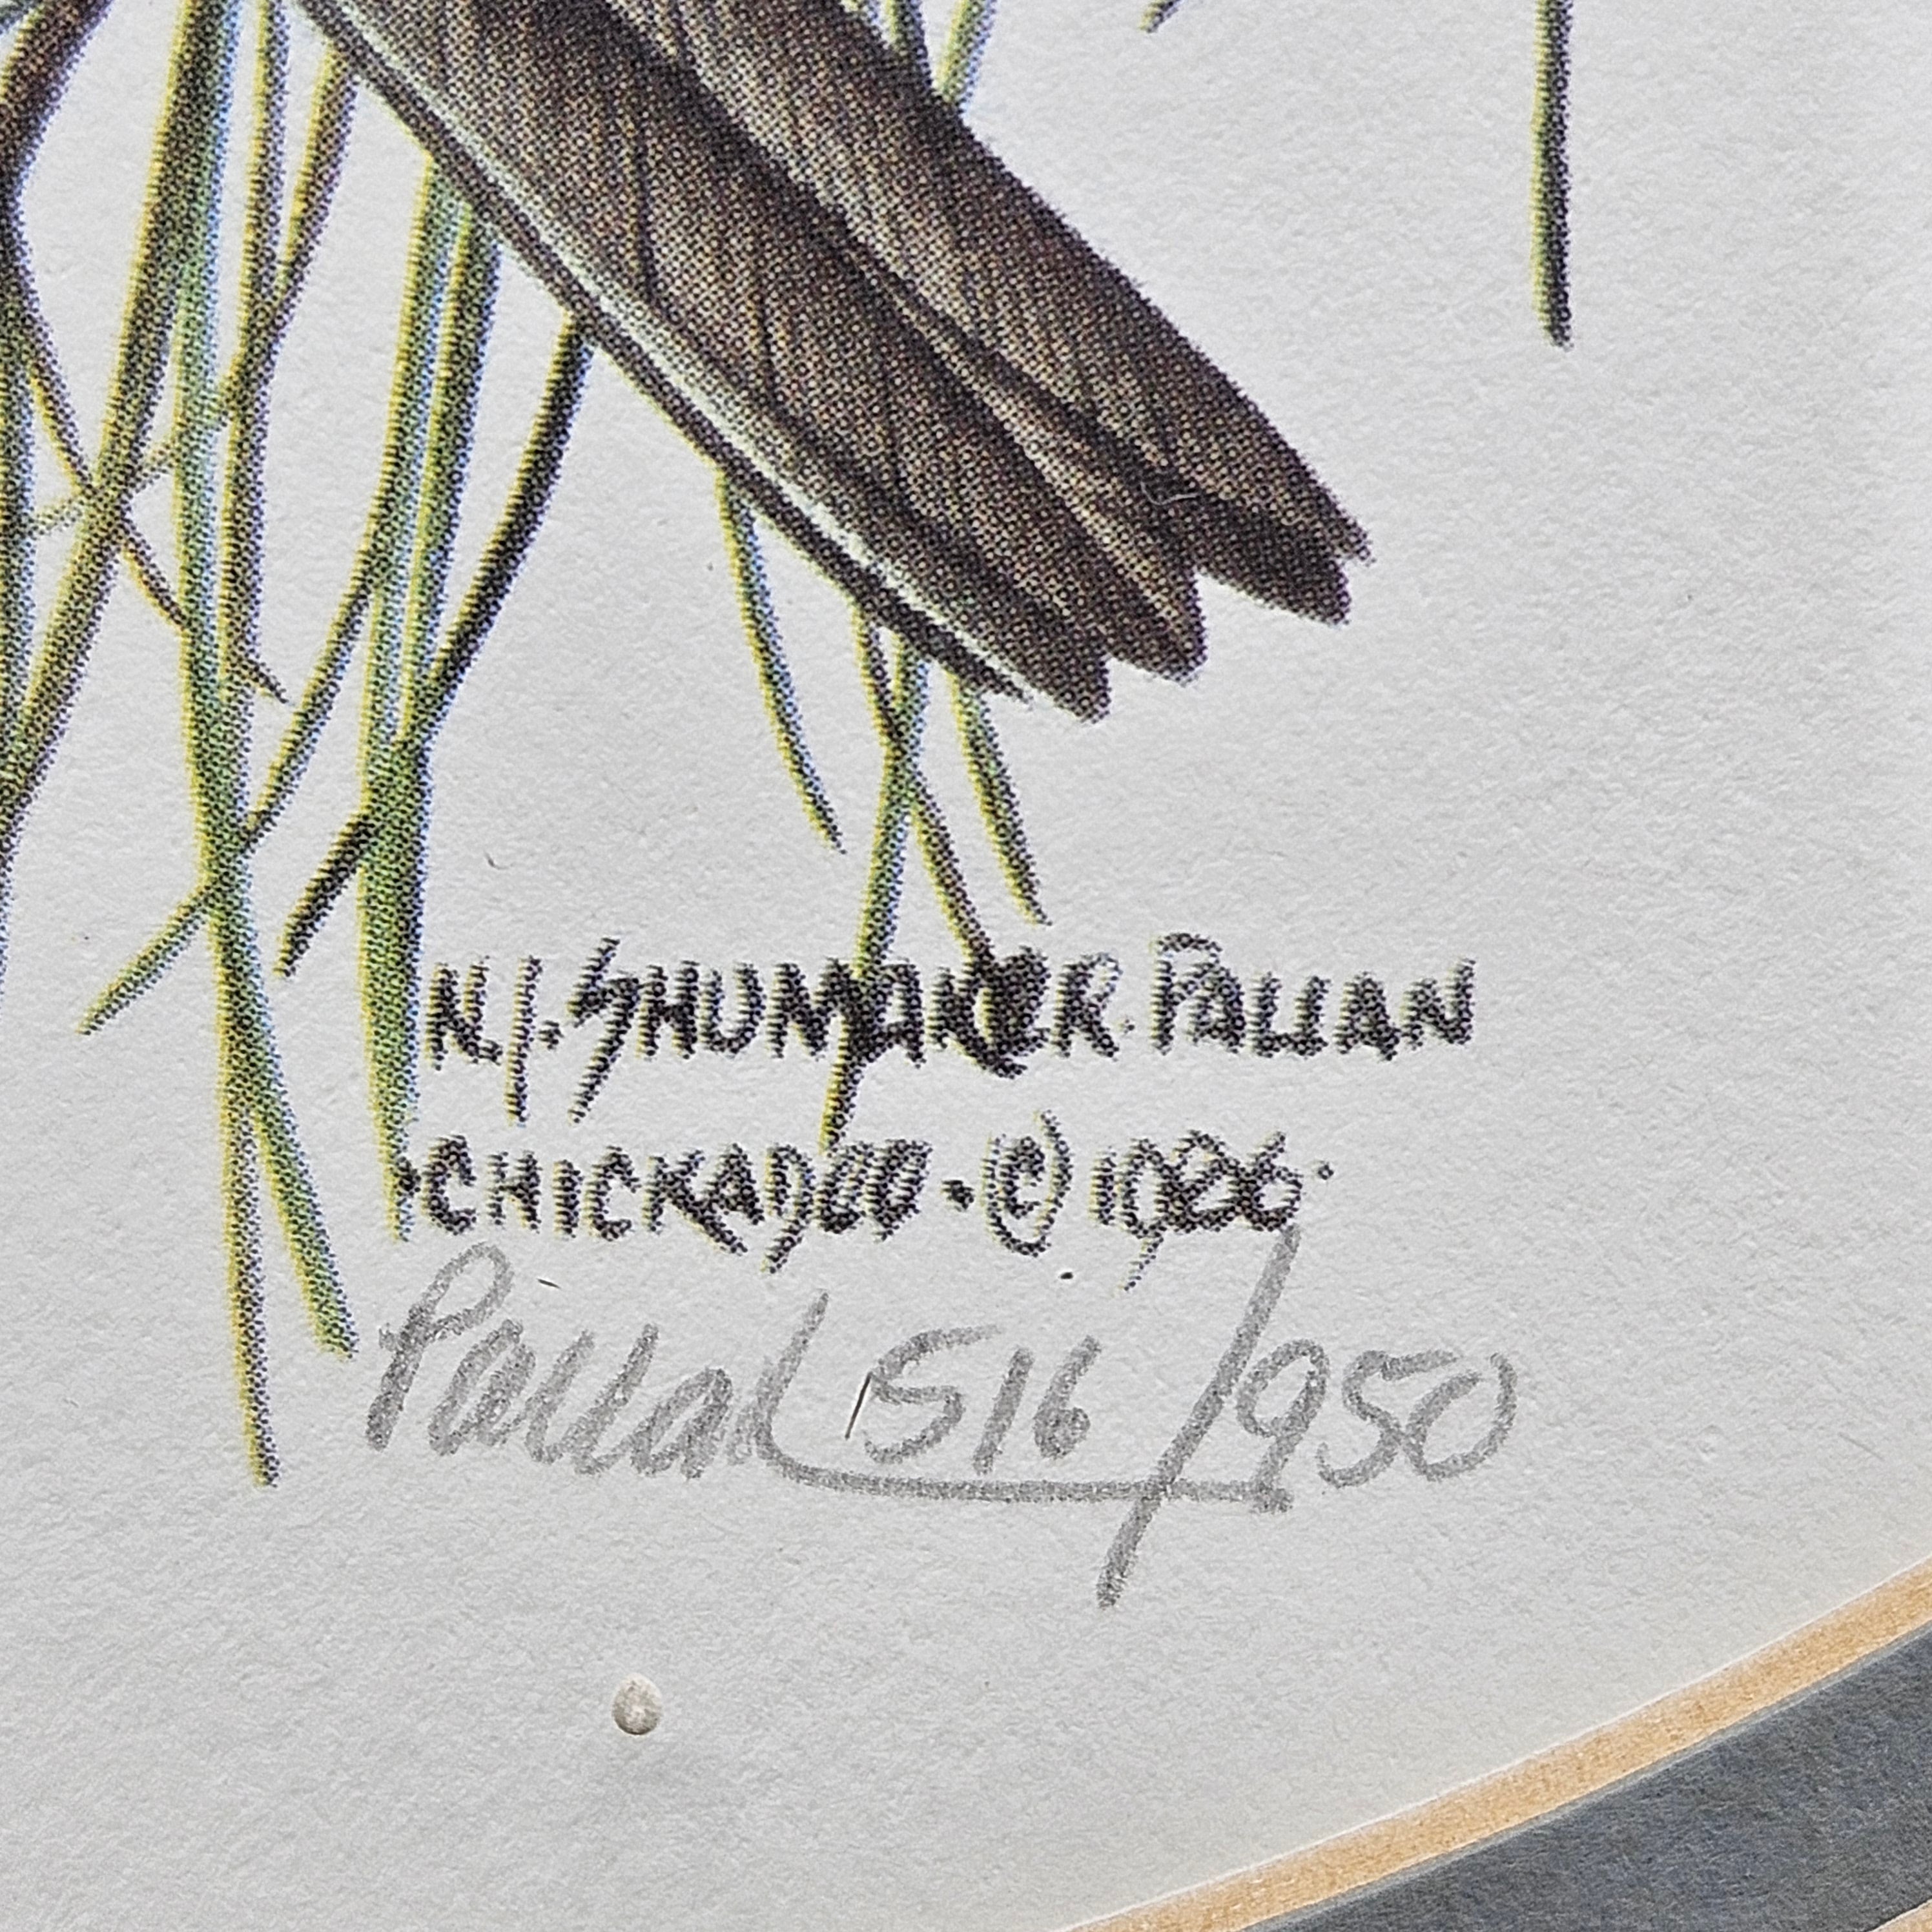 N.J. SHUMAKER. PALLAN
CHICKADEE · © 1986 ·
Pallan 516/950